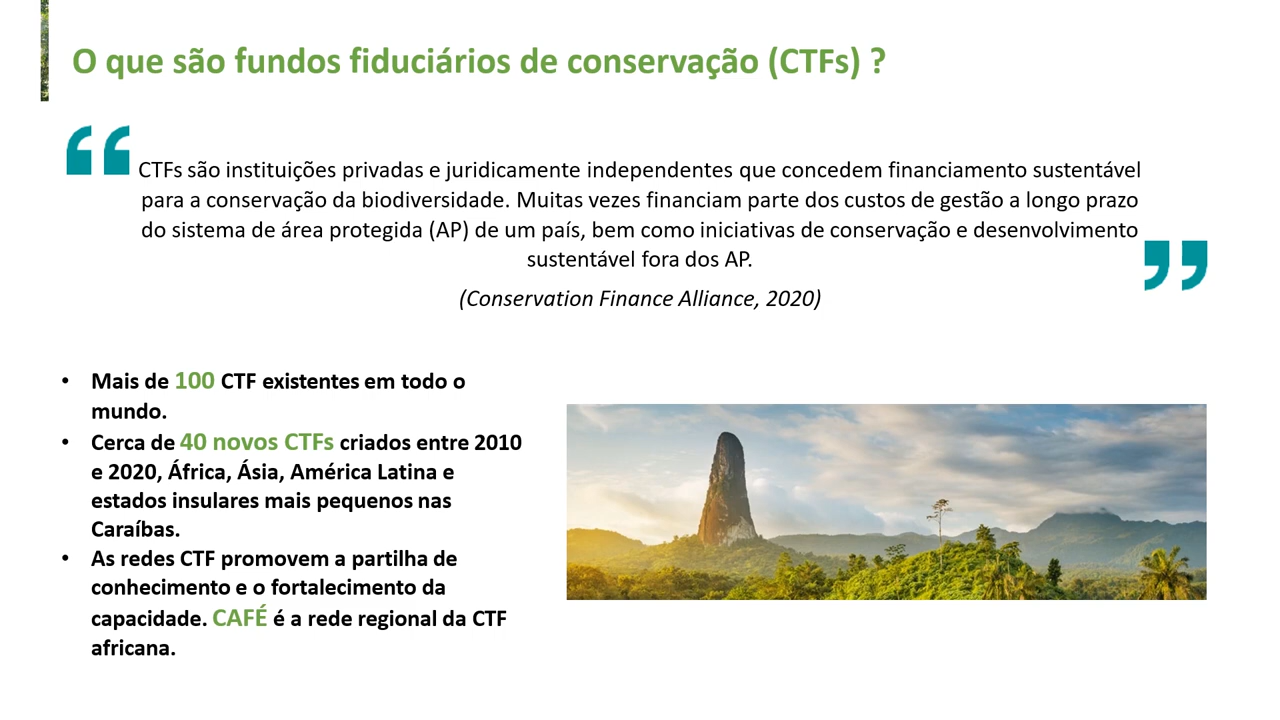 O que são fundos fiduciários de conservação (CTFs) ?
“
CTFs são instituições privadas e juridicamente independentes que concedem financiamento sustentável
para a conservação da biodiversidade. Muitas vezes financiam parte dos custos de gestão a longo prazo
do sistema de área protegida (AP) de um país, bem como iniciativas de conservação e desenvolvimento
sustentável fora dos AP.
”
(Conservation Finance Alliance, 2020)
• Mais de 100 CTF existentes em todo o
mundo.
• Cerca de 40 novos CTFs criados entre 2010
e 2020, África, Ásia, América Latina e
estados insulares mais pequenos nas
Caraíbas.
• As redes CTF promovem a partilha de
conhecimento e o fortalecimento da
capacidade. CAFÉ é a rede regional da CTF
africana.